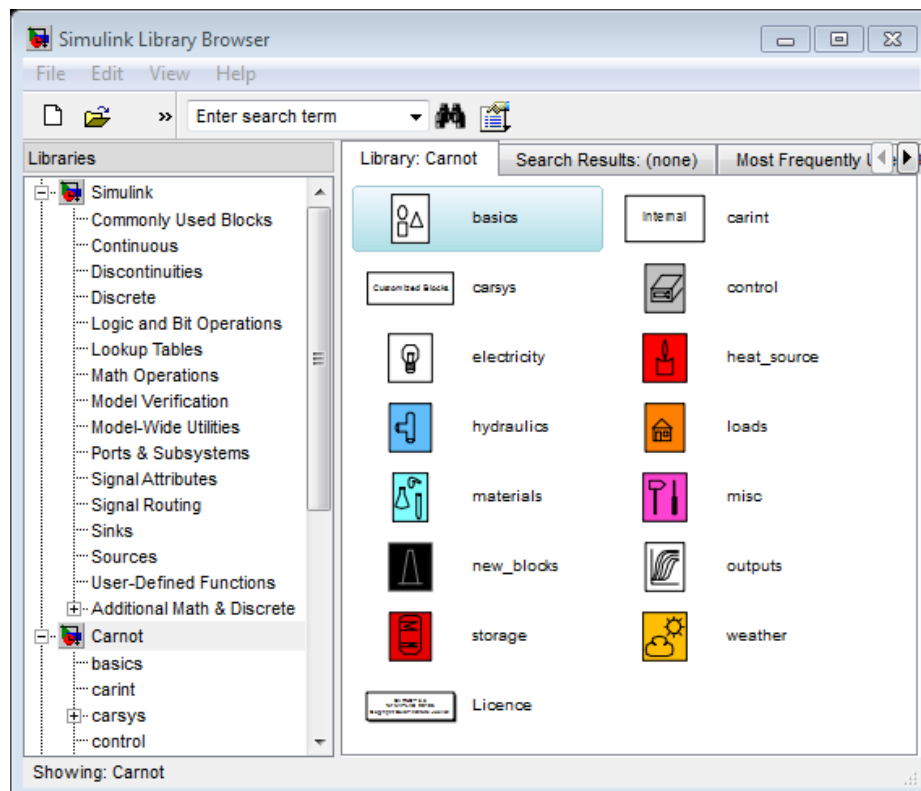 Simulink Library Browser
File Edit View Help
» Enter search term
Libraries
Simulink
Commonly Used Blocks
Continuous
Discontinuities
Discrete
Logic and Bit Operations
Lookup Tables
Math Operations
Model Verification
Model-Wide Utilities
Ports & Subsystems
Signal Attributes
Signal Routing
Sinks
Sources
User-Defined Functions
Additional Math & Discrete
Carnot
basics
carint
carsys
control
Library: Carnot Search Results: (none) Most Frequently
basics
Internal carint
Customized Blocks carsys
control
electricity
heat_source
hydraulics
loads
materials
misc
new_blocks
outputs
storage
weather
Licence
Showing: Carnot